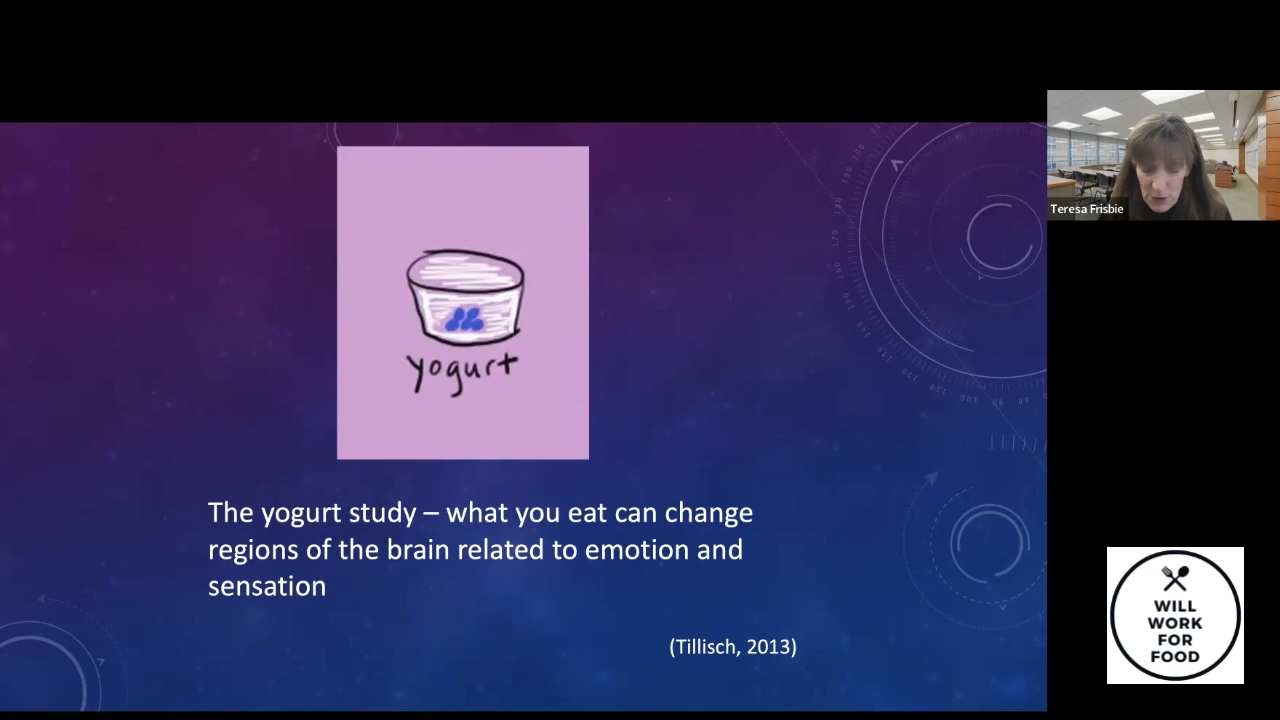 yogurt
The yogurt study – what you eat can change
regions of the brain related to emotion and
sensation
(Tillisch, 2013)
Teresa Frisbie
WILL
WORK
FOR
FOOD